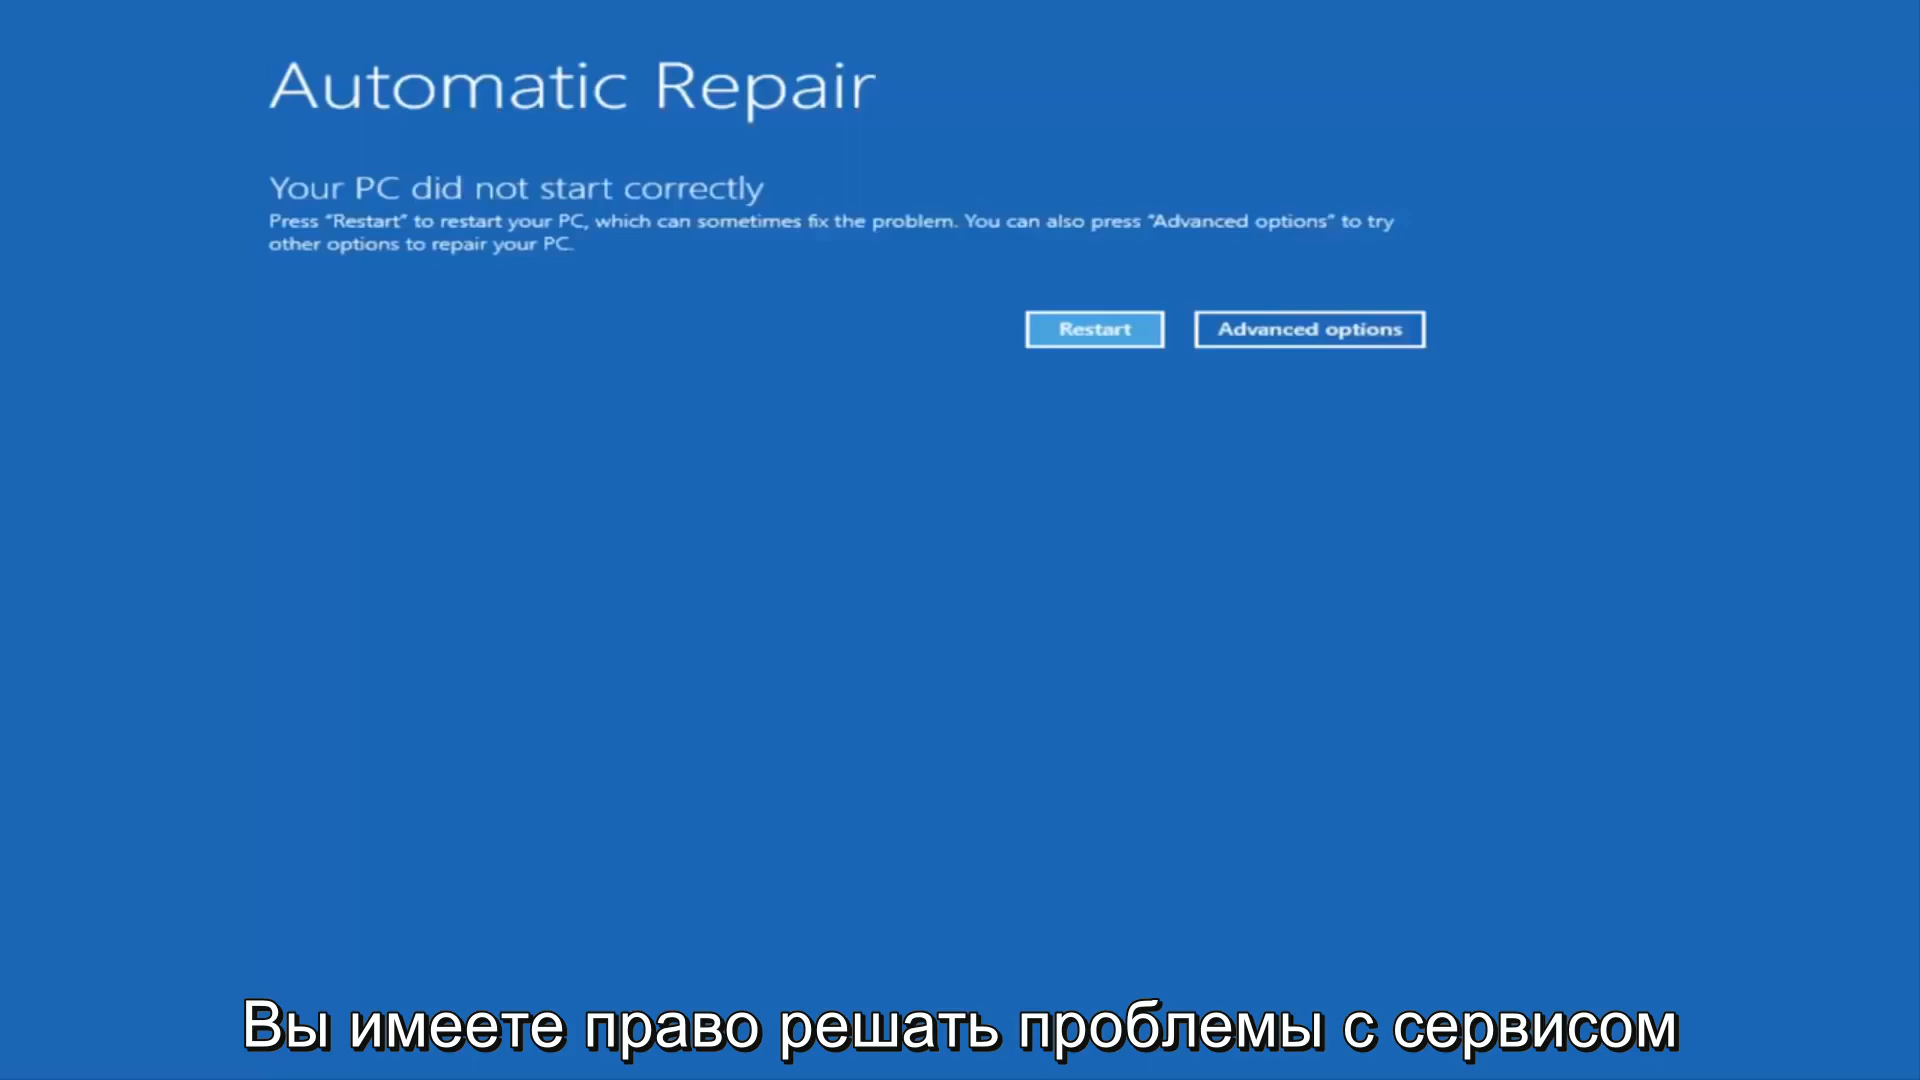 Automatic Repair
Your PC did not start correctly
Press "Restart" to restart your PC, which can sometimes fix the problem. You can also press "Advanced options" to try
other options to repair your PC.
Restart
Advanced options
Вы имеете право решать проблемы с сервисом